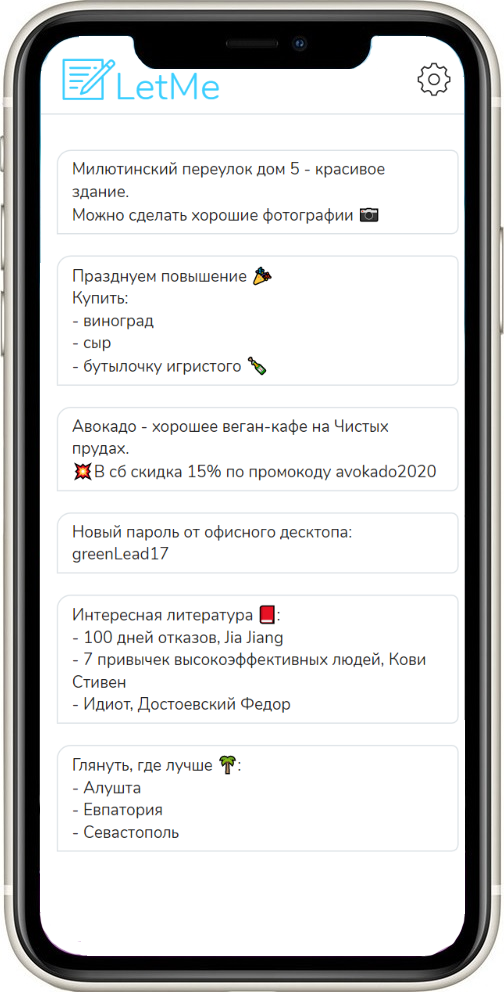 LetMe
Милютинский переулок дом 5 - красивое
здание.
Можно сделать хорошие фотографии 📷
Празднуем повышение 🎉
Купить:
- виноград
- сыр
- бутылочку игристого 🍾
Авокадо - хорошее веган-кафе на Чистых
прудах.
💥В сб скидка 15% по промокоду avokado2020
Новый пароль от офисного десктопа:
greenLead17
Интересная литература 📕:
- 100 дней отказов, Jia Jiang
- 7 привычек высокоэффективных людей, Кови
Стивен
- Идиот, Достоевский Федор
Глянуть, где лучше 🌴:
- Алушта
- Евпатория
- Севастополь